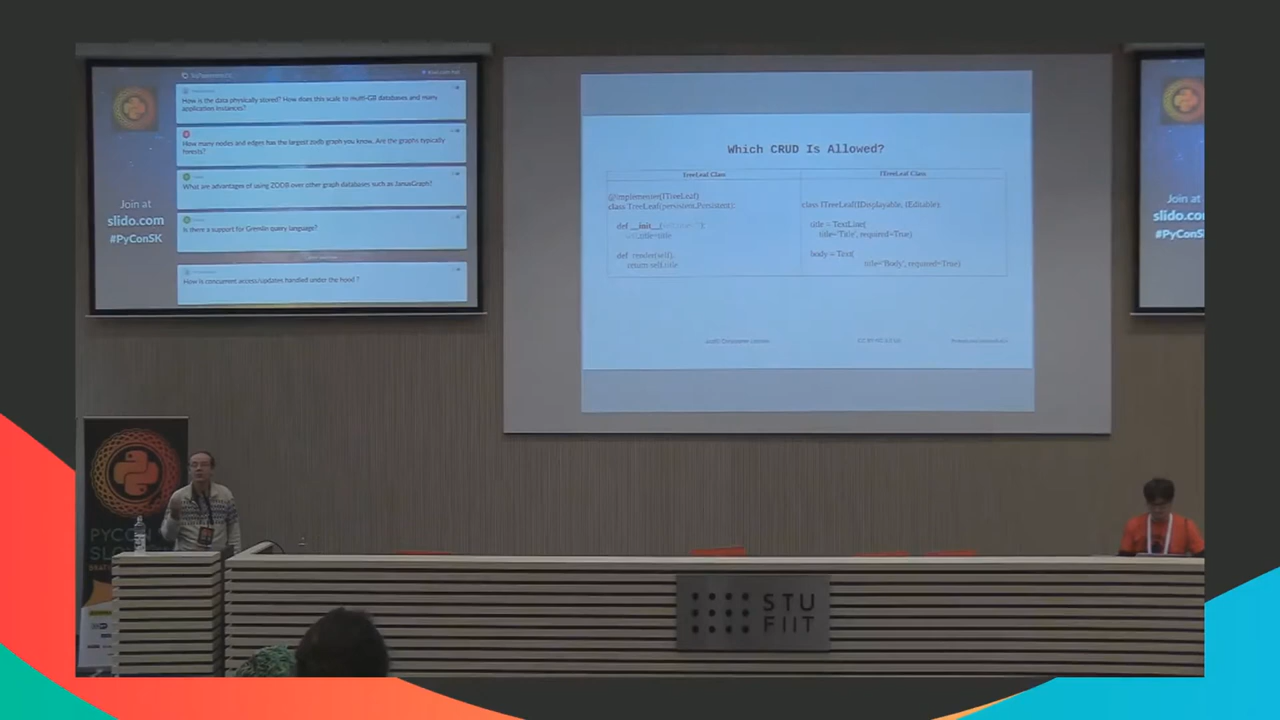 How is the data physically stored? How does this scale to multi-GB databases and many
application instances?
How many nodes and edges has the largest zodb graph you know. Are the graphs typically
forests?
What are advantages of using ZODB over other graph databases such as JanusGraph?
Is there a support for Gremlin query language?
How is concurrent access/updates handled under the hood ?
Join at
slido.com
#PyConSK
Which CRUD Is Allowed?
TreeLeaf Class
ITreeLeaf Class
@implementer(ITreeLeaf)
class TreeLeaf(persistent.Persistent):
def __init__(
title
def render(self):
return self.title
class ITreeLeaf(IDisplayable, IEditable):
title = TextLine(
title='Title', required=True)
body = Text(
title='Body', required=True)
Join at
slido.co
#PyConS
PYCON
SLO
STU
FIIT